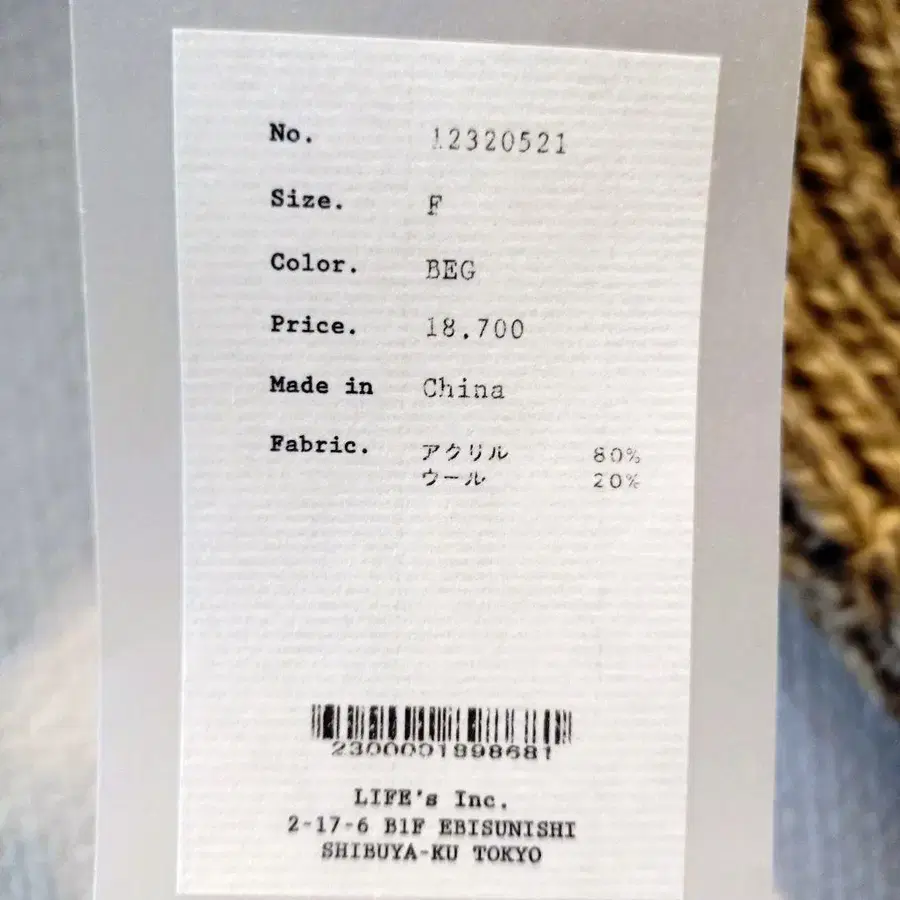 No. 12320521
Size. F
Color. BEG
Price. 18.700
Made in China
Fabric. アクリル 80%
ウール 20%
2300001898681
LIFE's Inc.
2-17-6 B1F EBISUNISHI
SHIBUYA-KU TOKYO